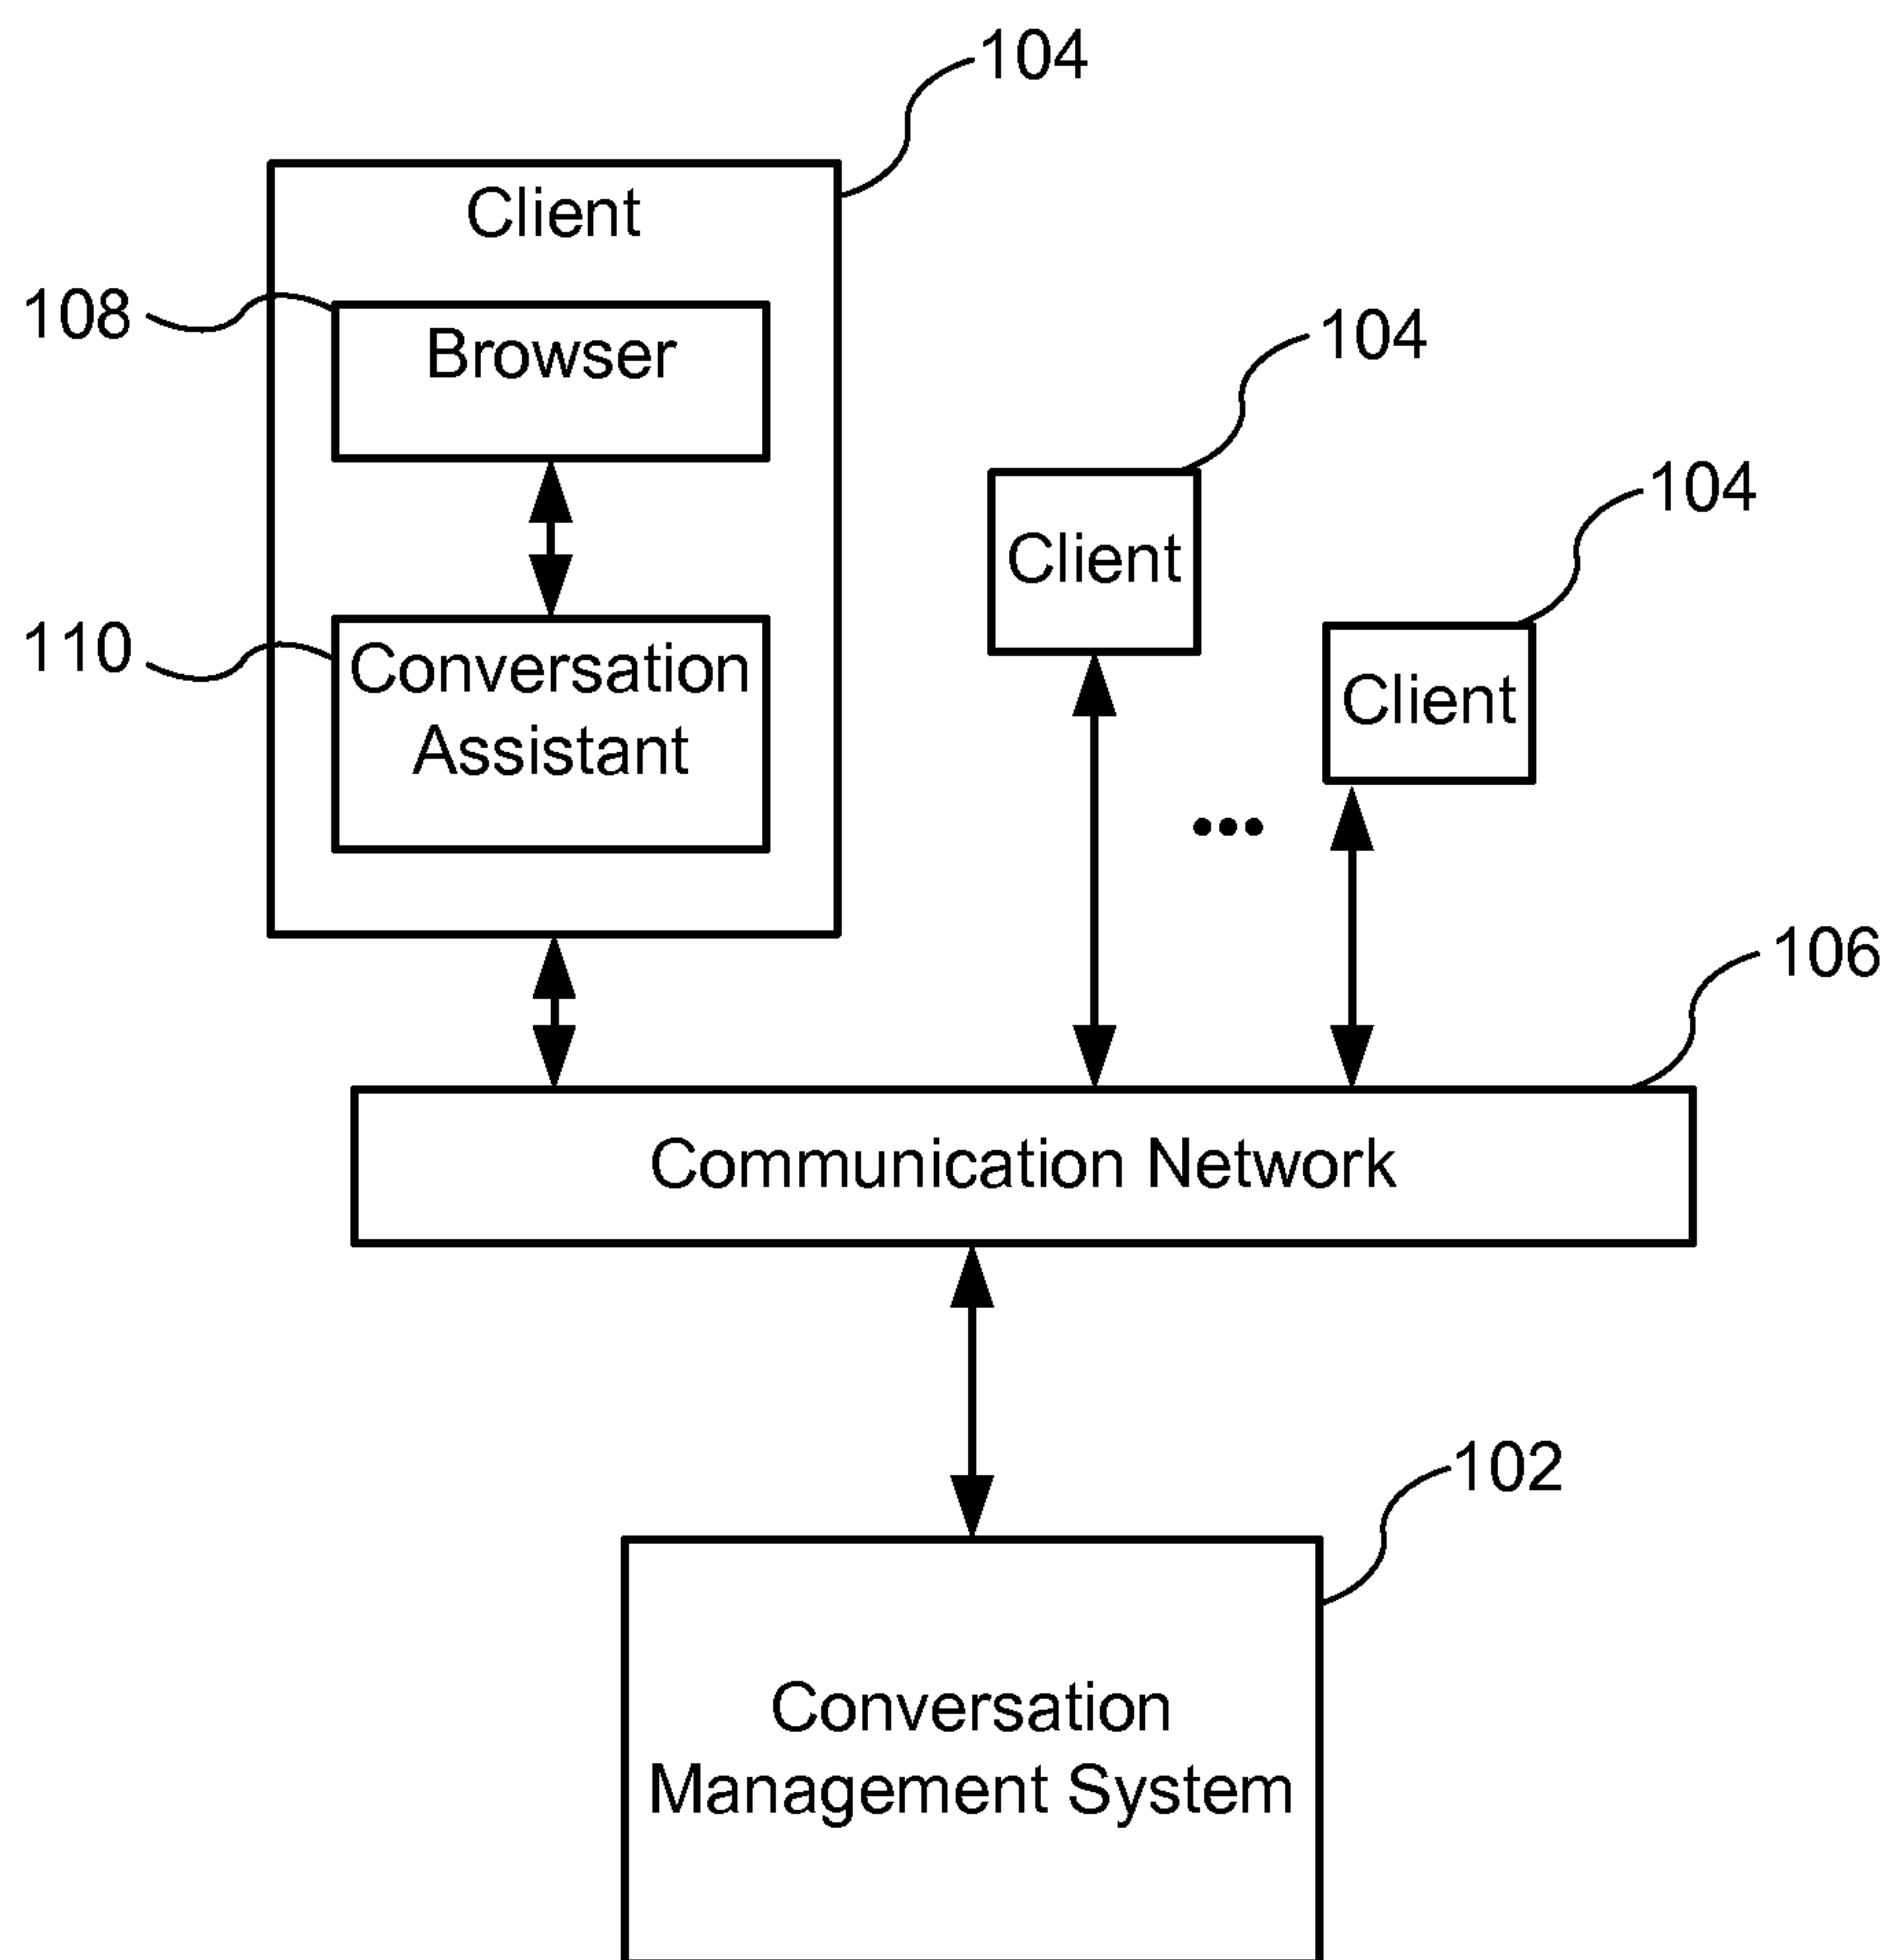 104
Client
108
Browser
104
Client
104
Client
110
Conversation
Assistant
106
Communication Network
102
Conversation
Management System